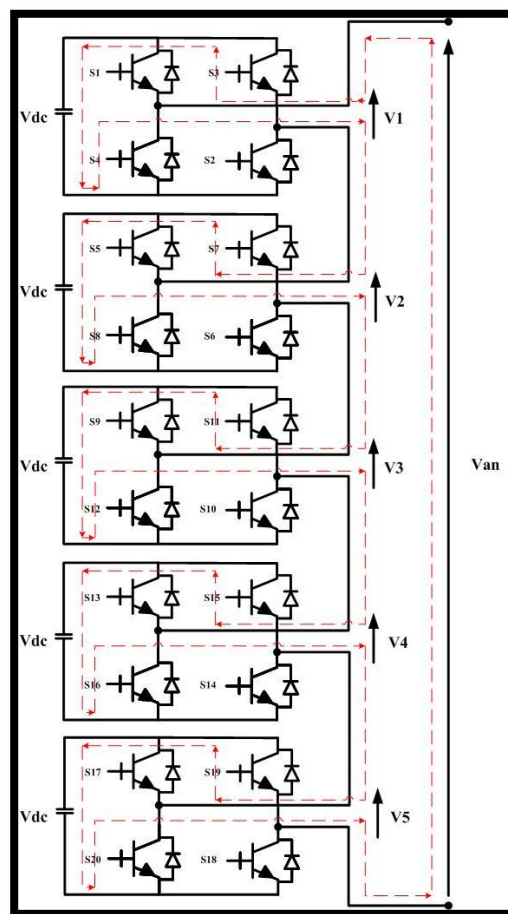 S1 S3
Vdc V1
S4 S2
S5 S7
Vdc V2
S8 S6
S9 S11
Vdc V3
Van
S12 S10
S13 S15
Vdc V4
S16 S14
S17 S19
Vdc V5
S20 S18